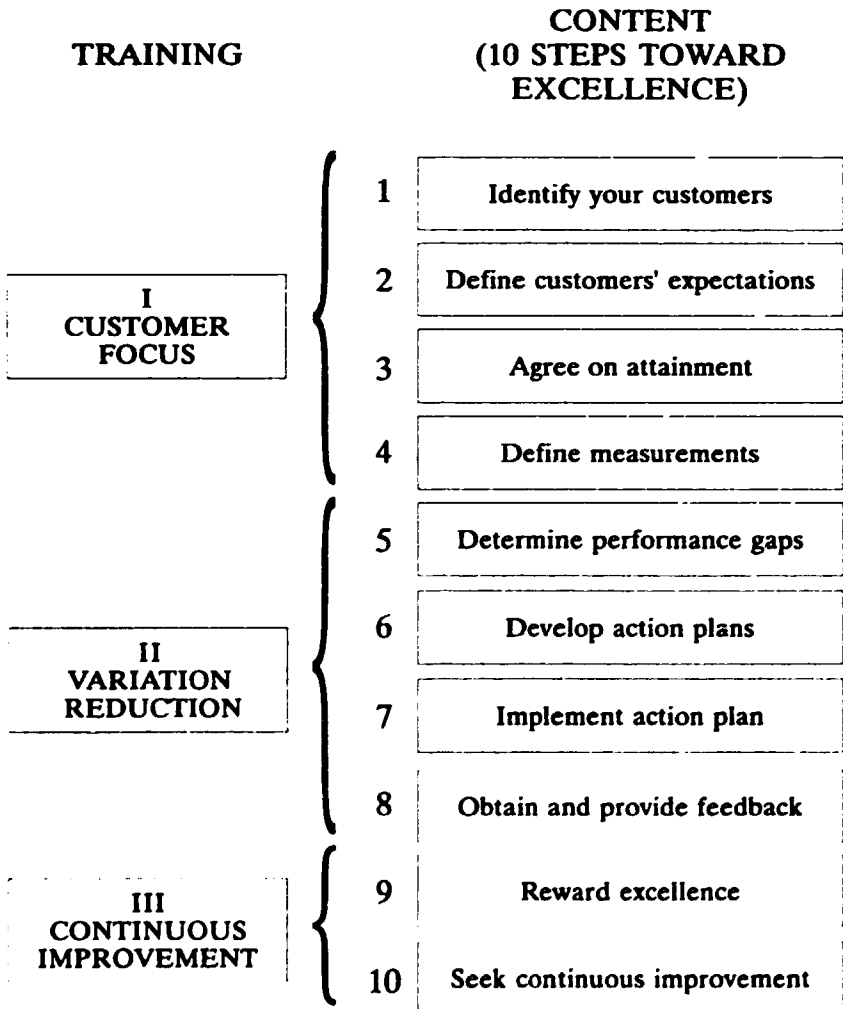 TRAINING
CONTENT
(10 STEPS TOWARD
EXCELLENCE)
I
CUSTOMER
FOCUS
1 Identify your customers
2 Define customers' expectations
3 Agree on attainment
4 Define measurements
II
VARIATION
REDUCTION
5 Determine performance gaps
6 Develop action plans
7 Implement action plan
8 Obtain and provide feedback
III
CONTINUOUS
IMPROVEMENT
9 Reward excellence
10 Seek continuous improvement